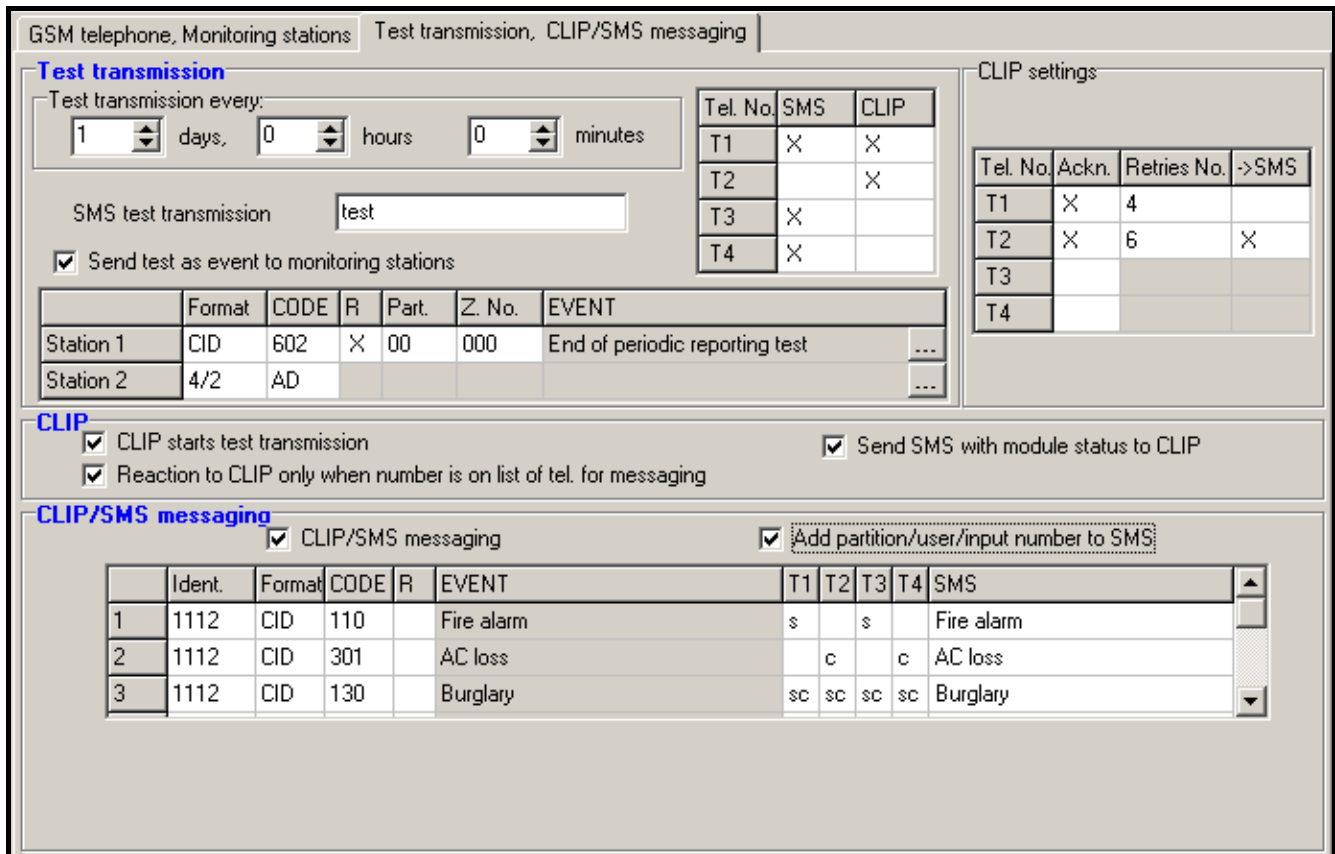 GSM telephone, Monitoring stations Test transmission, CLIP/SMS messaging
Test transmission
Test transmission every:
1 days, 0 hours 0 minutes
SMS test transmission test
Send test as event to monitoring stations
Tel. No. SMS CLIP
T1 X X
T2 X
T3 X
T4 X
Format CODE R Part. Z. No. EVENT
Station 1 CID 602 X 00 000 End of periodic reporting test ...
Station 2 4/2 AD ...
CLIP settings
Tel. No. Ackn. Retries No. ->SMS
T1 X 4
T2 X 6 X
T3
T4
CLIP
CLIP starts test transmission Send SMS with module status to CLIP
Reaction to CLIP only when number is on list of tel. for messaging
CLIP/SMS messaging
CLIP/SMS messaging Add partition/user/input number to SMS
Ident. Format CODE R EVENT T1 T2 T3 T4 SMS
1 1112 CID 110 Fire alarm s s Fire alarm
2 1112 CID 301 AC loss c c AC loss
3 1112 CID 130 Burglary sc sc sc sc Burglary